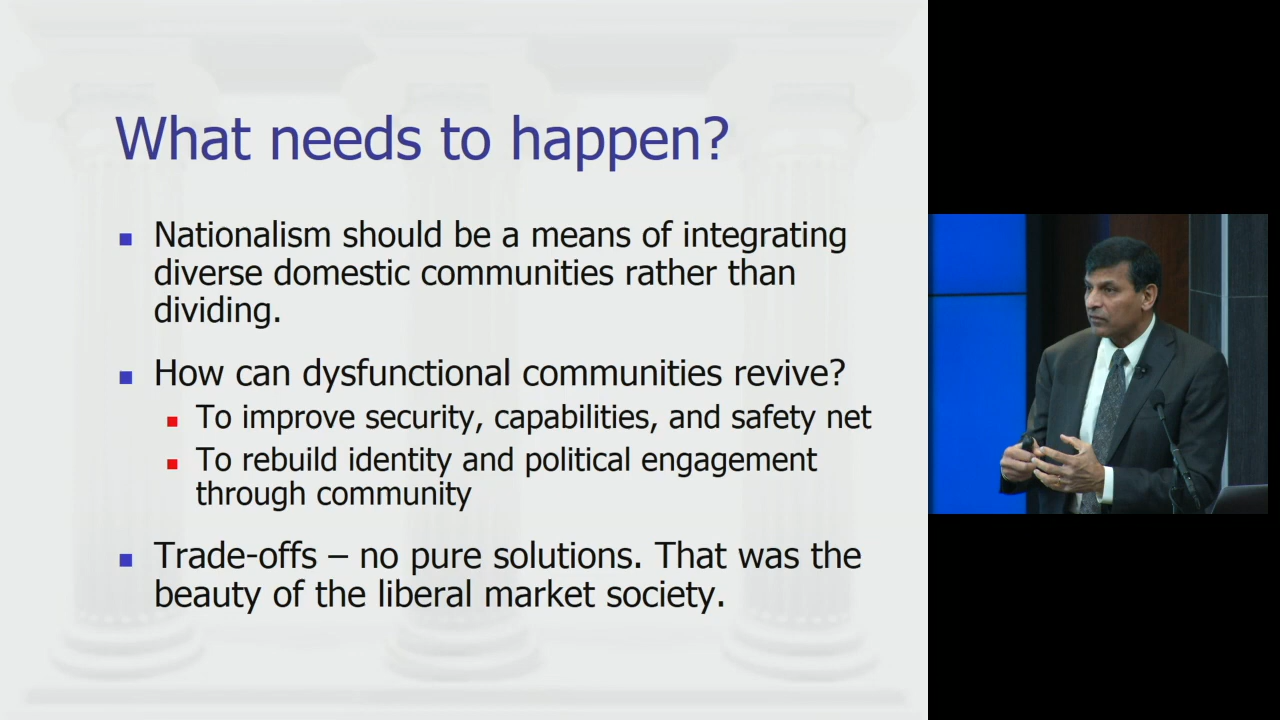 What needs to happen?
Nationalism should be a means of integrating
diverse domestic communities rather than
dividing.
How can dysfunctional communities revive?
To improve security, capabilities, and safety net
To rebuild identity and political engagement
through community
Trade-offs – no pure solutions. That was the
beauty of the liberal market society.